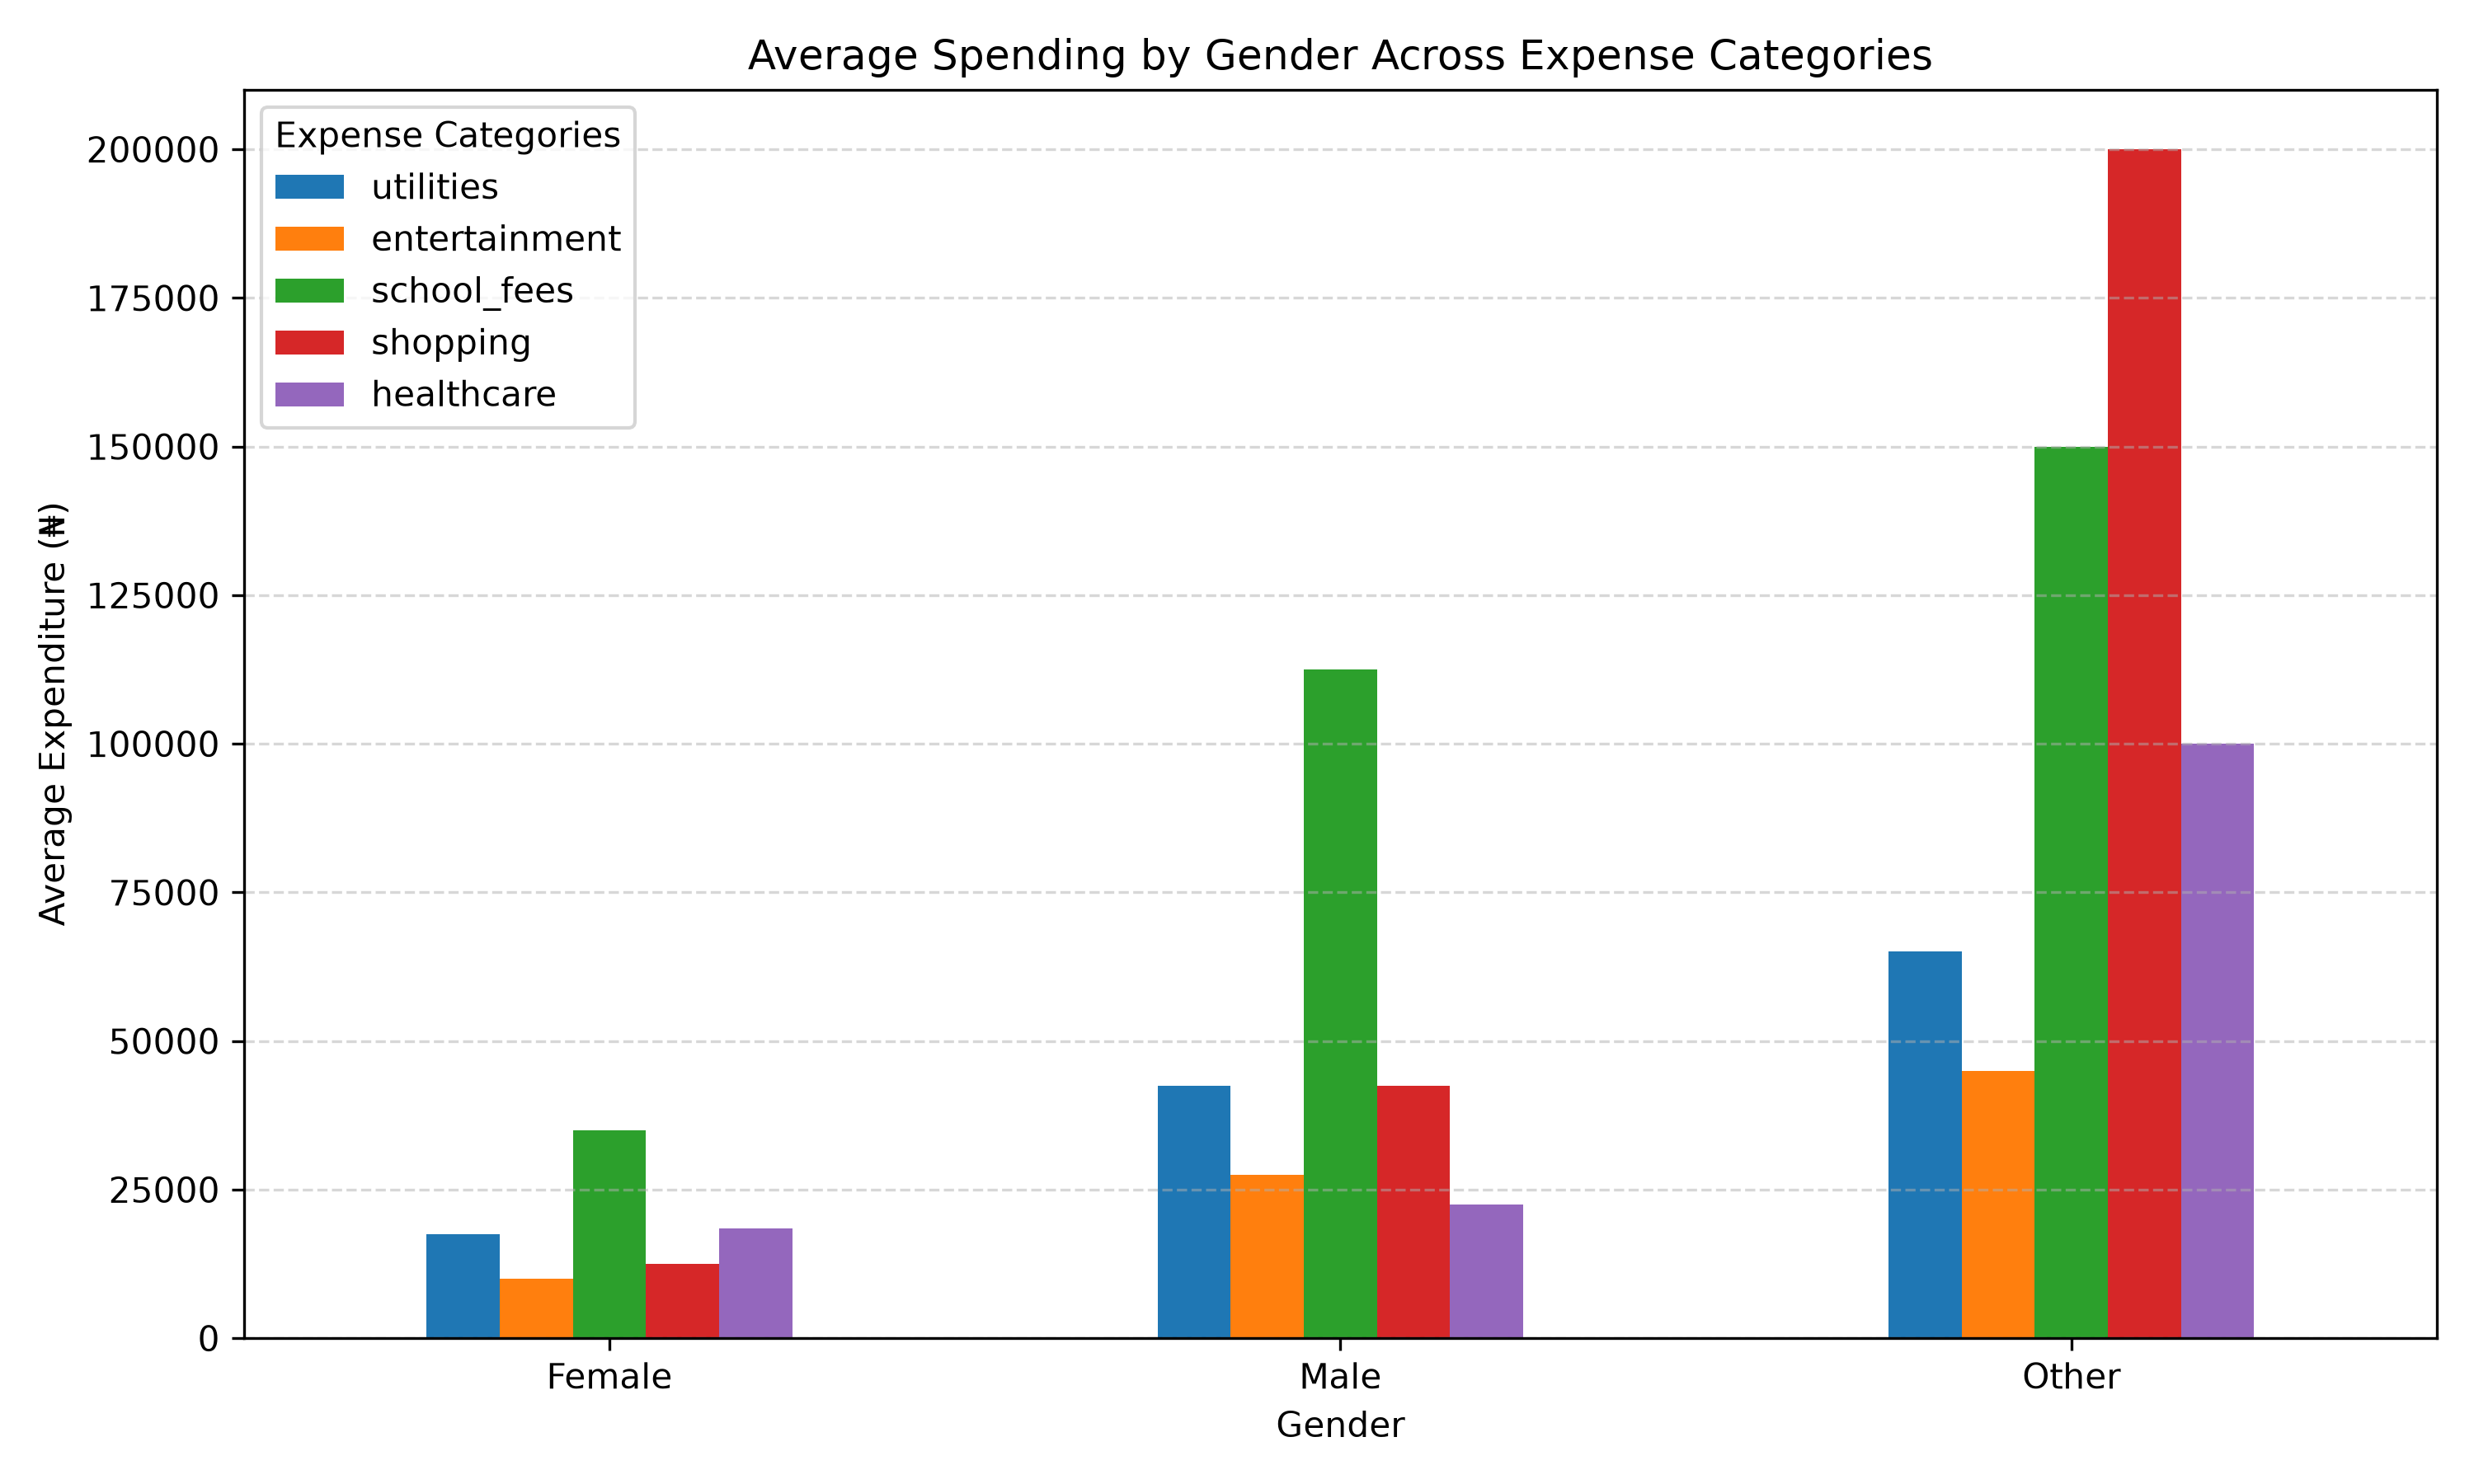 Average Spending by Gender Across Expense Categories
Expense Categories
utilities
entertainment
school_fees
shopping
healthcare
Average Expenditure (₦)
200000
175000
150000
125000
100000
75000
50000
25000
0
Female
Male
Other
Gender